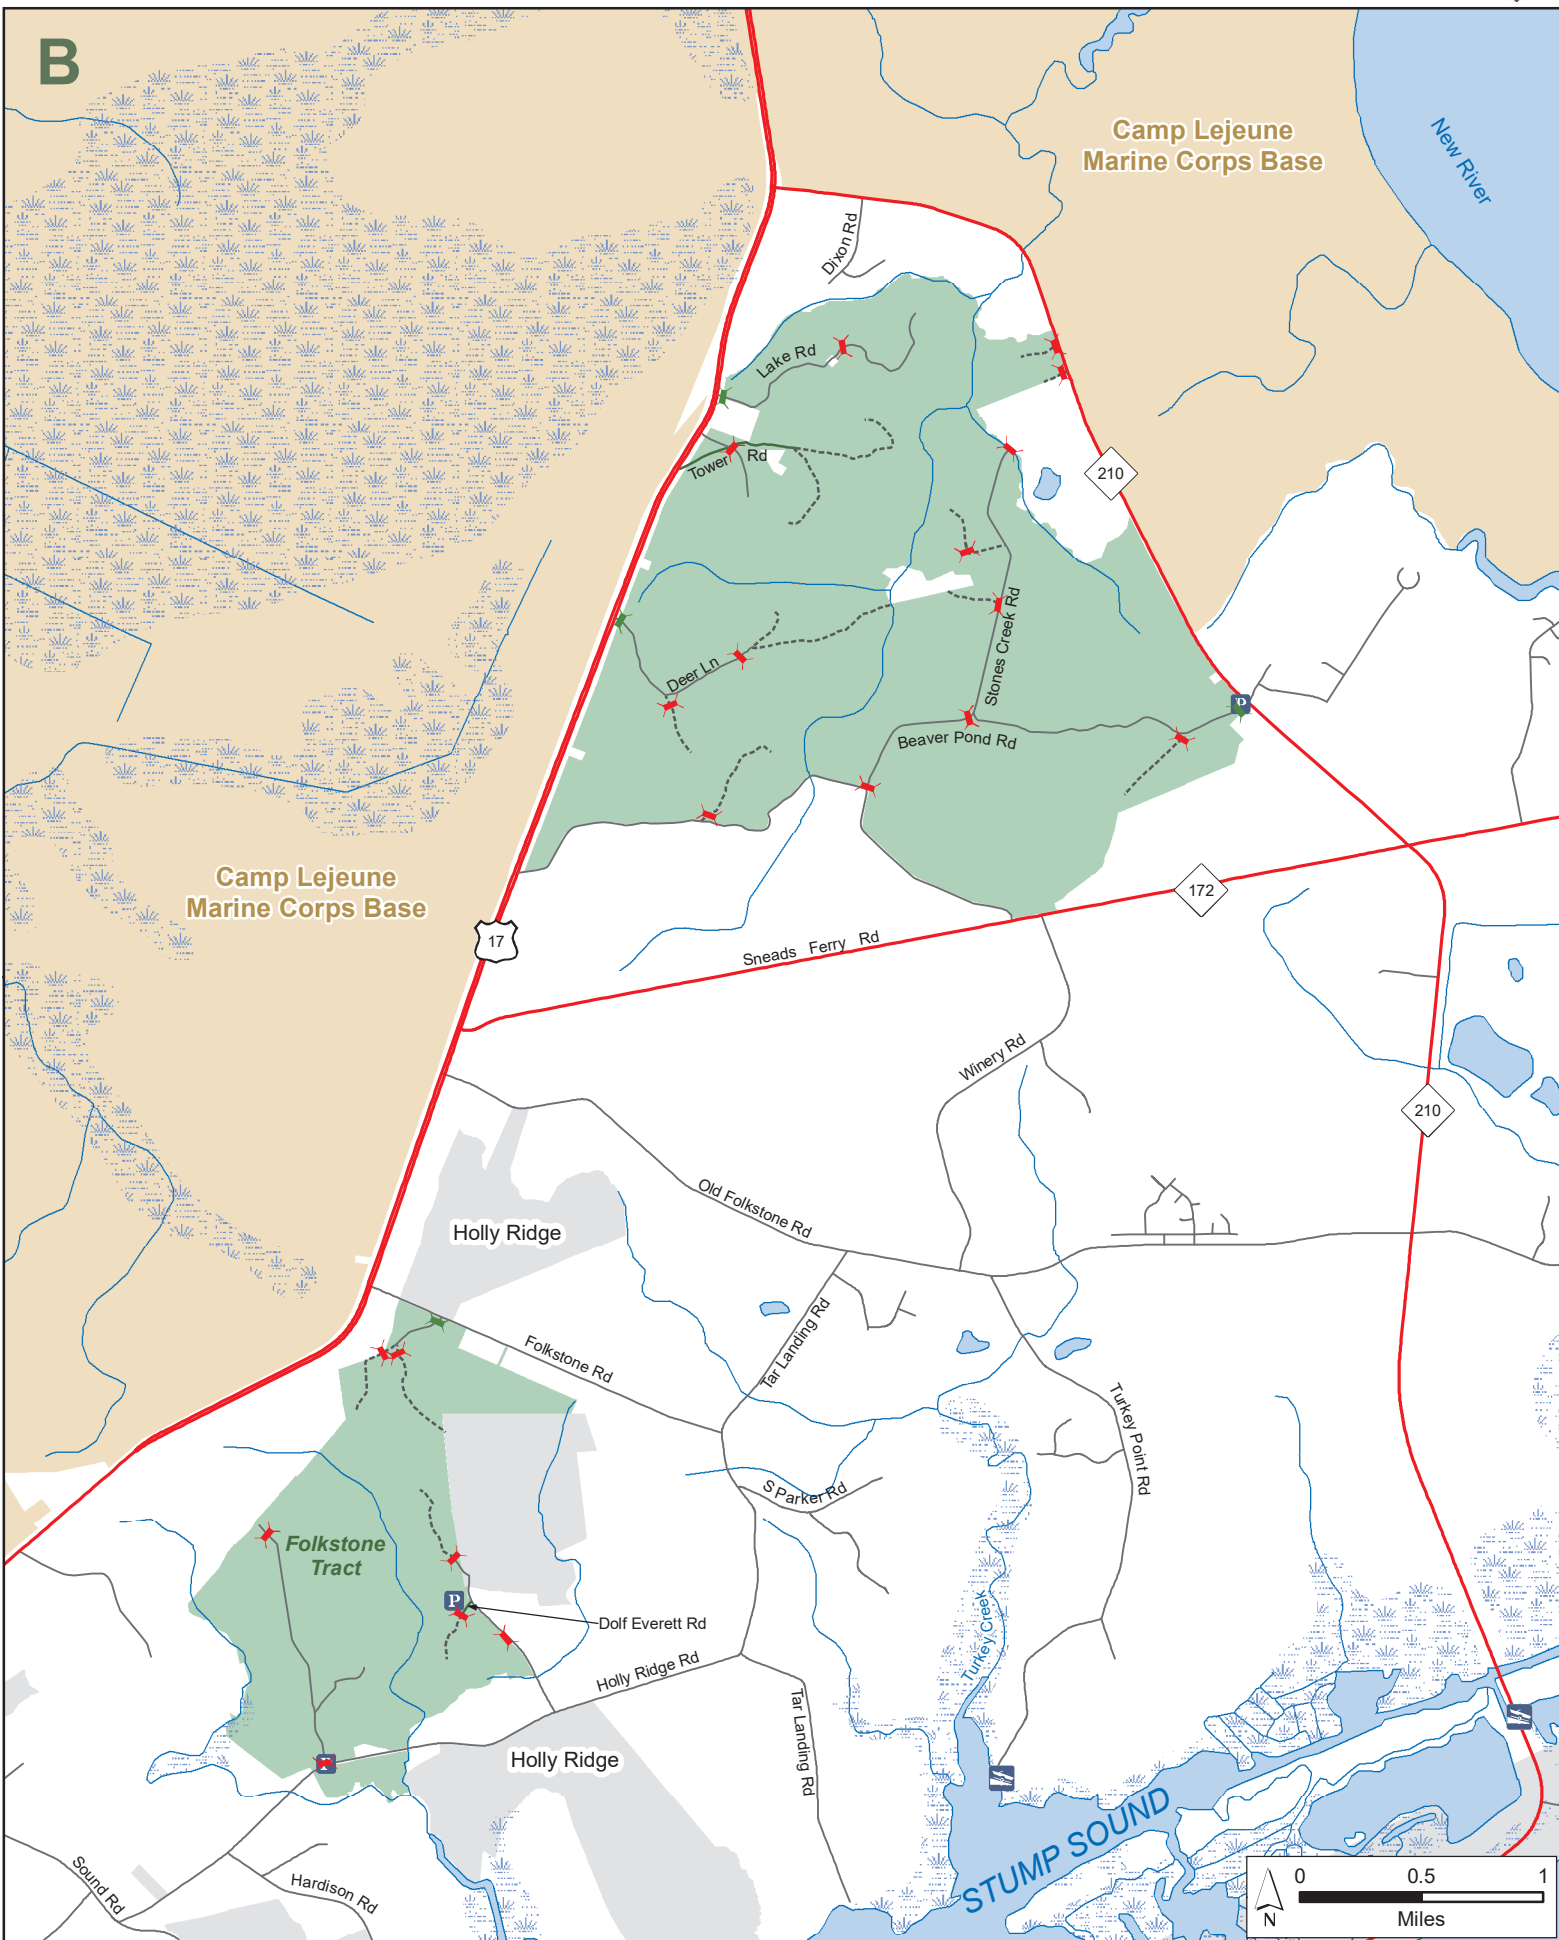 B
Camp Lejeune
Marine Corps Base
New River
Dixon Rd
Lake Rd
Tower Rd
210
Stones Creek Rd
Deer Ln
P
Beaver Pond Rd
Camp Lejeune
Marine Corps Base
172
17
Sneads Ferry Rd
Winery Rd
210
Old Folkstone Rd
Holly Ridge
Tar Landing Rd
Folkstone Rd
Turkey Point Rd
S Parker Rd
Folkstone
Tract
P
Dolf Everett Rd
Turkey Creek
Holly Ridge Rd
Tar Landing Rd
Holly Ridge
STUMP SOUND
Sound Rd
Hardison Rd
N
0 0.5 1
Miles